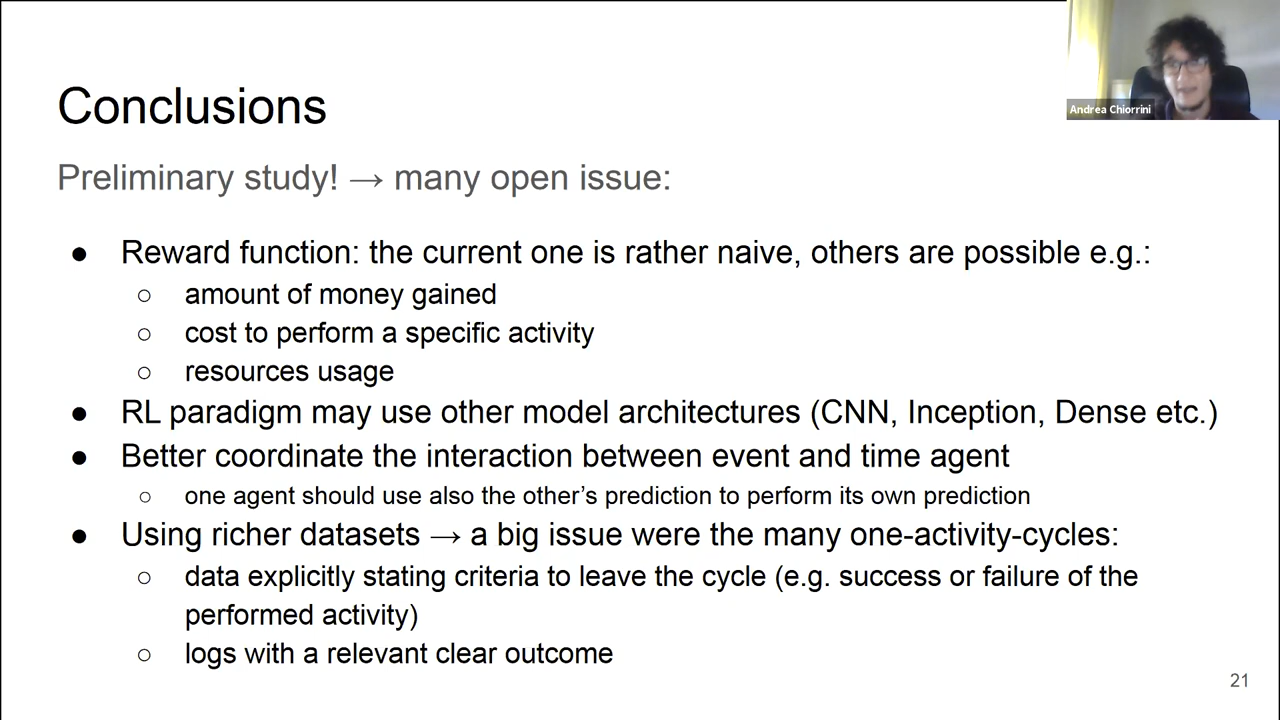 Conclusions
Andrea Chiorrini
Preliminary study! → many open issue:
● Reward function: the current one is rather naive, others are possible e.g.:
○ amount of money gained
○ cost to perform a specific activity
○ resources usage
● RL paradigm may use other model architectures (CNN, Inception, Dense etc.)
● Better coordinate the interaction between event and time agent
○ one agent should use also the other's prediction to perform its own prediction
● Using richer datasets → a big issue were the many one-activity-cycles:
○ data explicitly stating criteria to leave the cycle (e.g. success or failure of the
performed activity)
○ logs with a relevant clear outcome
21